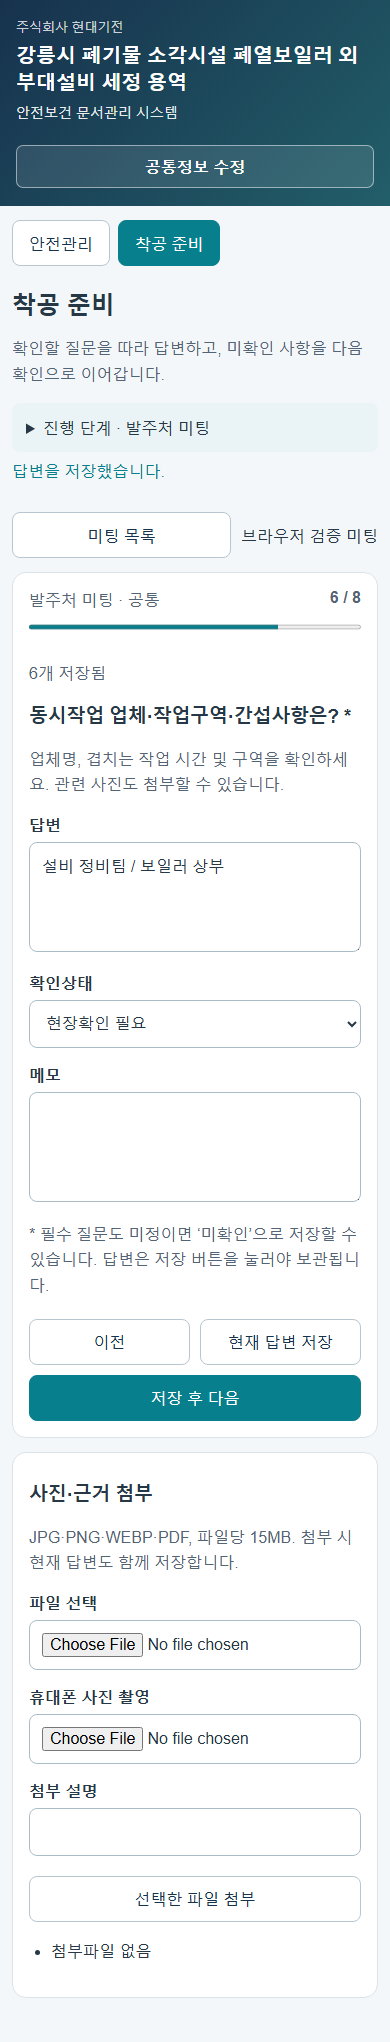 주식회사 현대기전
강릉시 폐기물 소각시설 폐열보일러 외
부대설비 세정 용역
안전보건 문서관리 시스템
공통정보 수정
안전관리
착공 준비
착공 준비
확인할 질문을 따라 답변하고, 미확인 사항을 다음
확인으로 이어갑니다.
▶ 진행 단계 · 발주처 미팅
답변을 저장했습니다.
미팅 목록
브라우저 검증 미팅
발주처 미팅 · 공통
6 / 8
6개 저장됨
동시작업 업체·작업구역·간섭사항은? *
업체명, 겹치는 작업 시간 및 구역을 확인하세
요. 관련 사진도 첨부할 수 있습니다.
답변
설비 정비팀 / 보일러 상부
확인상태
현장확인 필요
메모
* 필수 질문도 미정이면 ‘미확인’으로 저장할 수
있습니다. 답변은 저장 버튼을 눌러야 보관됩니
다.
이전
현재 답변 저장
저장 후 다음
사진·근거 첨부
JPG·PNG·WEBP·PDF, 파일당 15MB. 첨부 시
현재 답변도 함께 저장합니다.
파일 선택
Choose File No file chosen
휴대폰 사진 촬영
Choose File No file chosen
첨부 설명
선택한 파일 첨부
• 첨부파일 없음